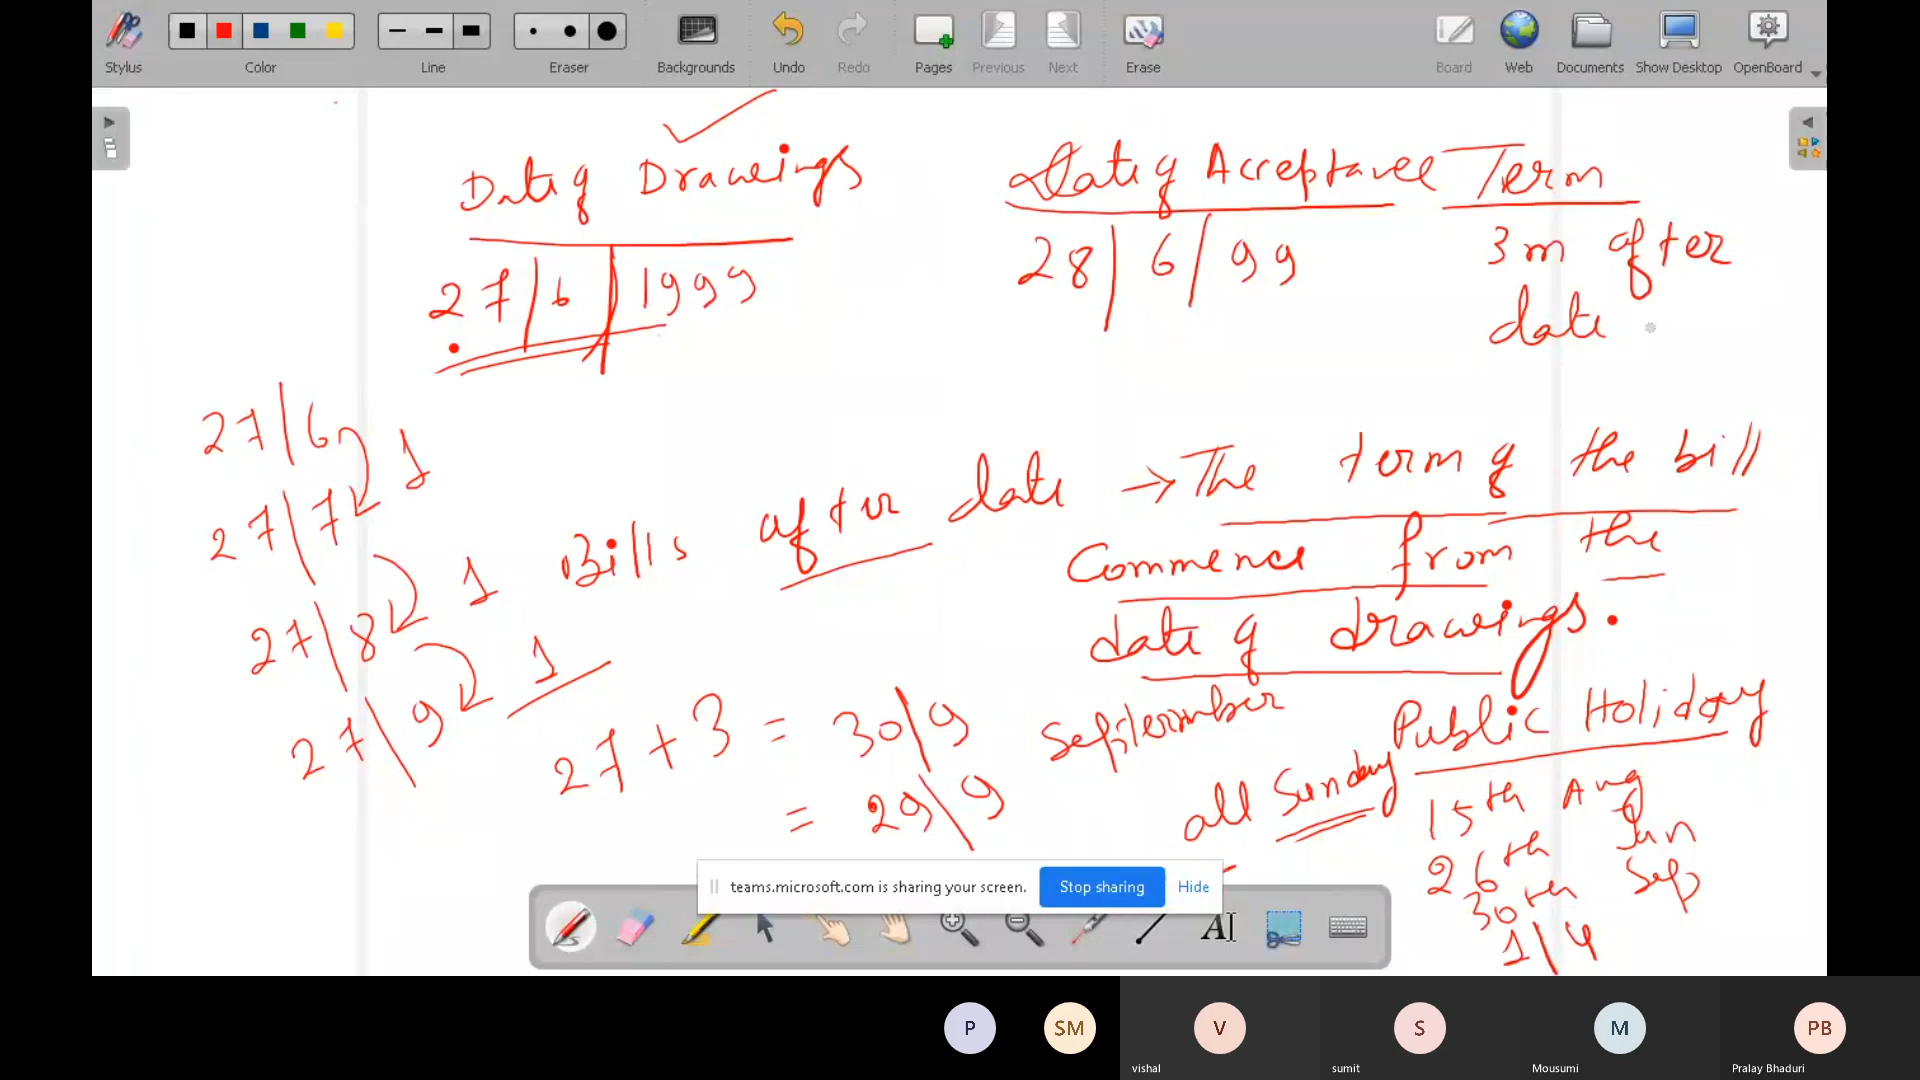 Stylus Color Line Eraser Backgrounds Undo Redo Pages Previous Next Erase Board Web Documents Show Desktop OpenBoard
Date of Drawings Date of Acceptance Term
27/6/1999 28/6/99 3m after
date
27/6
1
27/7
1
27/8
1
27/9
Bills after date → The term of the bill
Commence from the
date of drawings.
27 + 3 = 30/9 September
= 29/9
Public Holiday
all Sunday
15th Aug
26th Jan
30th Sep
1/4
teams.microsoft.com is sharing your screen. Stop sharing Hide
AI
P SM V S M PB
vishal sumit Mousumi Pralay Bhaduri